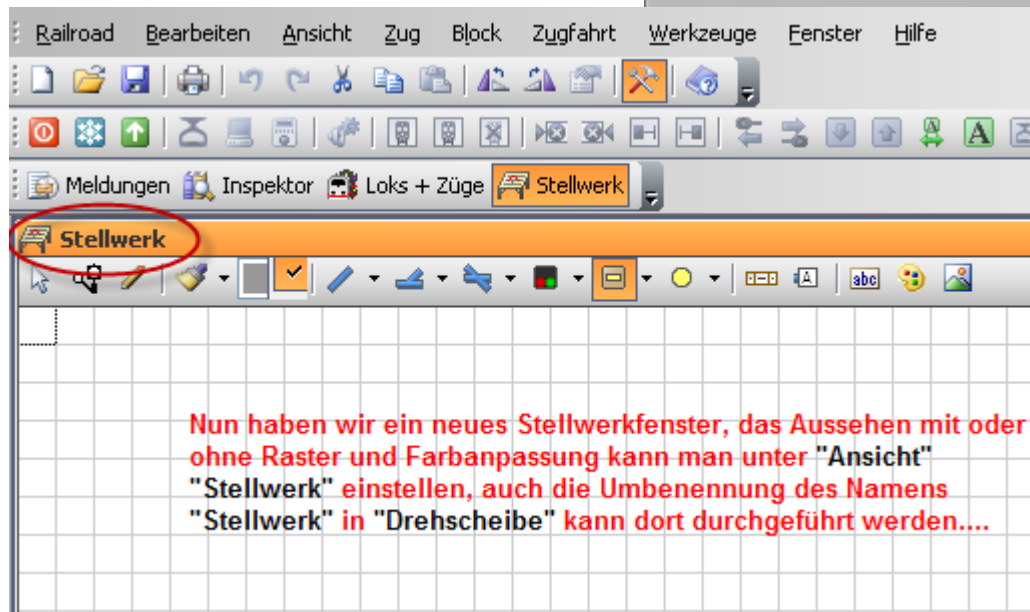 Railroad Bearbeiten Ansicht Zug Block Zugfahrt Werkzeuge Fenster Hilfe
A
Meldungen Inspektor Loks + Züge Stellwerk
Stellwerk
A abc
Nun haben wir ein neues Stellwerkfenster, das Aussehen mit oder
ohne Raster und Farbanpassung kann man unter "Ansicht"
"Stellwerk" einstellen, auch die Umbenennung des Namens
"Stellwerk" in "Drehscheibe" kann dort durchgeführt werden....